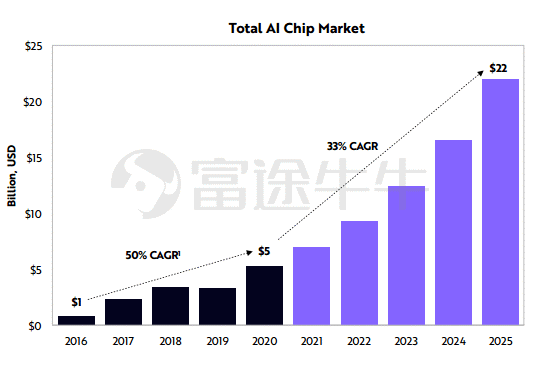 Total AI Chip Market
$25
$20
$15
$10
$5
$0
Billion, USD
$1
50% CAGR¹
$5
33% CAGR
$22
富途牛牛
2016 2017 2018 2019 2020 2021 2022 2023 2024 2025